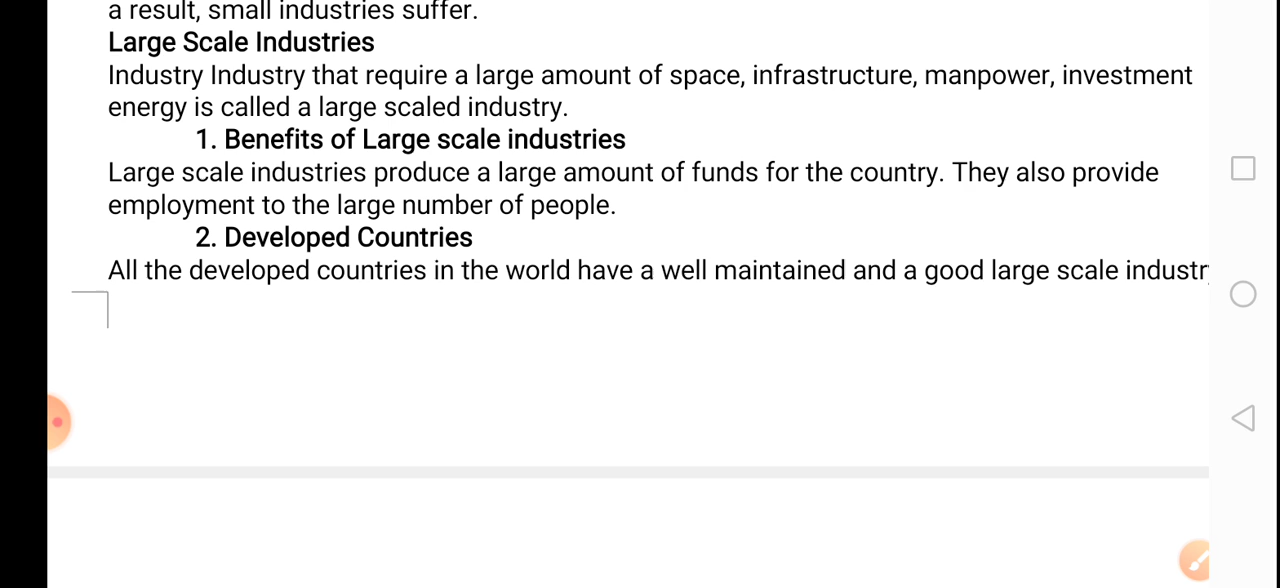 a result, small industries suffer.
Large Scale Industries
Industry Industry that require a large amount of space, infrastructure, manpower, investment
energy is called a large scaled industry.
1. Benefits of Large scale industries
Large scale industries produce a large amount of funds for the country. They also provide
employment to the large number of people.
2. Developed Countries
All the developed countries in the world have a well maintained and a good large scale industr